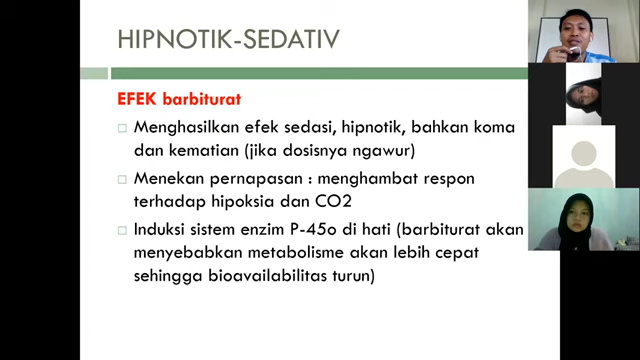 HIPNOTIK-SEDATIV
EFEK barbiturat
Menghasilkan efek sedasi, hipnotik, bahkan koma
dan kematian (jika dosisnya ngawur)
Menekan pernapasan : menghambat respon
terhadap hipoksia dan CO2
Induksi sistem enzim P-45o di hati (barbiturat akan
menyebabkan metabolisme akan lebih cepat
sehingga bioavailabilitas turun)